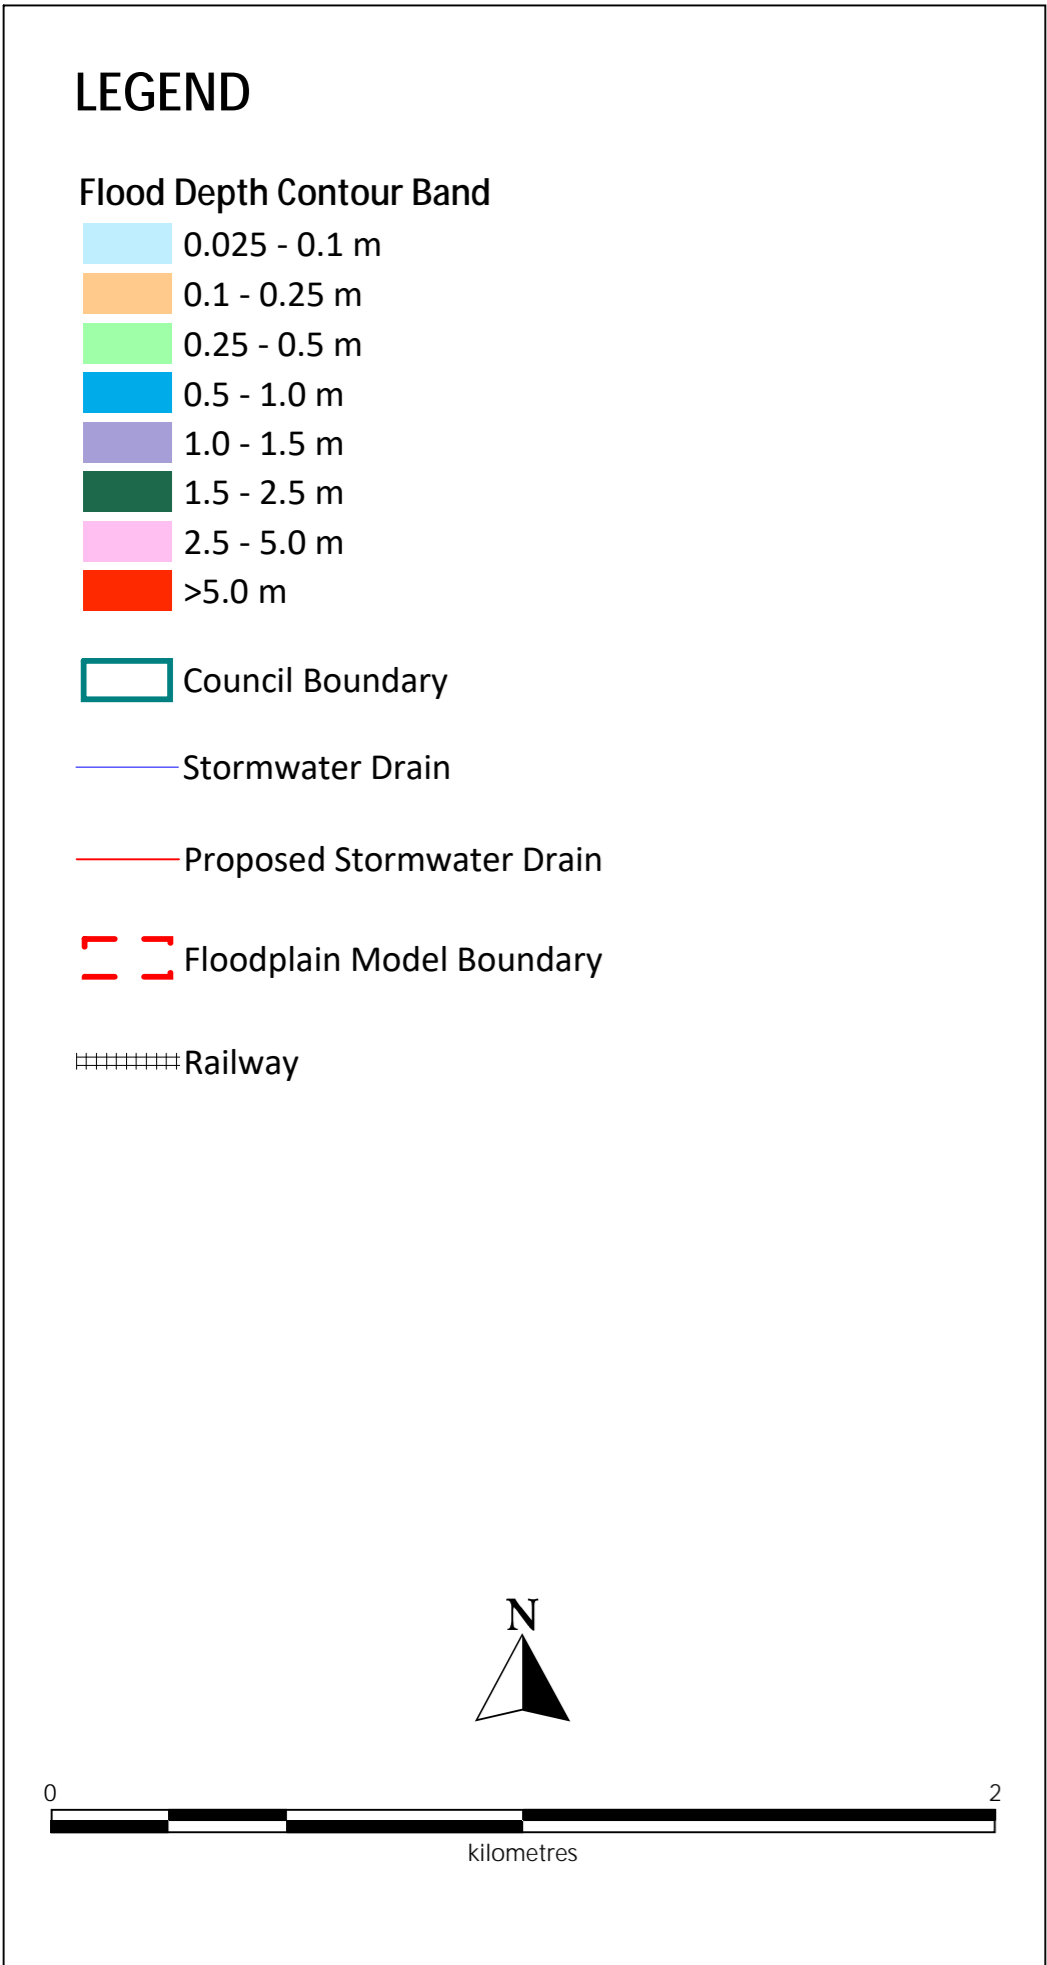 LEGEND
Flood Depth Contour Band
0.025 - 0.1 m
0.1 - 0.25 m
0.25 - 0.5 m
0.5 - 1.0 m
1.0 - 1.5 m
1.5 - 2.5 m
2.5 - 5.0 m
>5.0 m
Council Boundary
Stormwater Drain
Proposed Stormwater Drain
Floodplain Model Boundary
Railway
N
0 2
kilometres